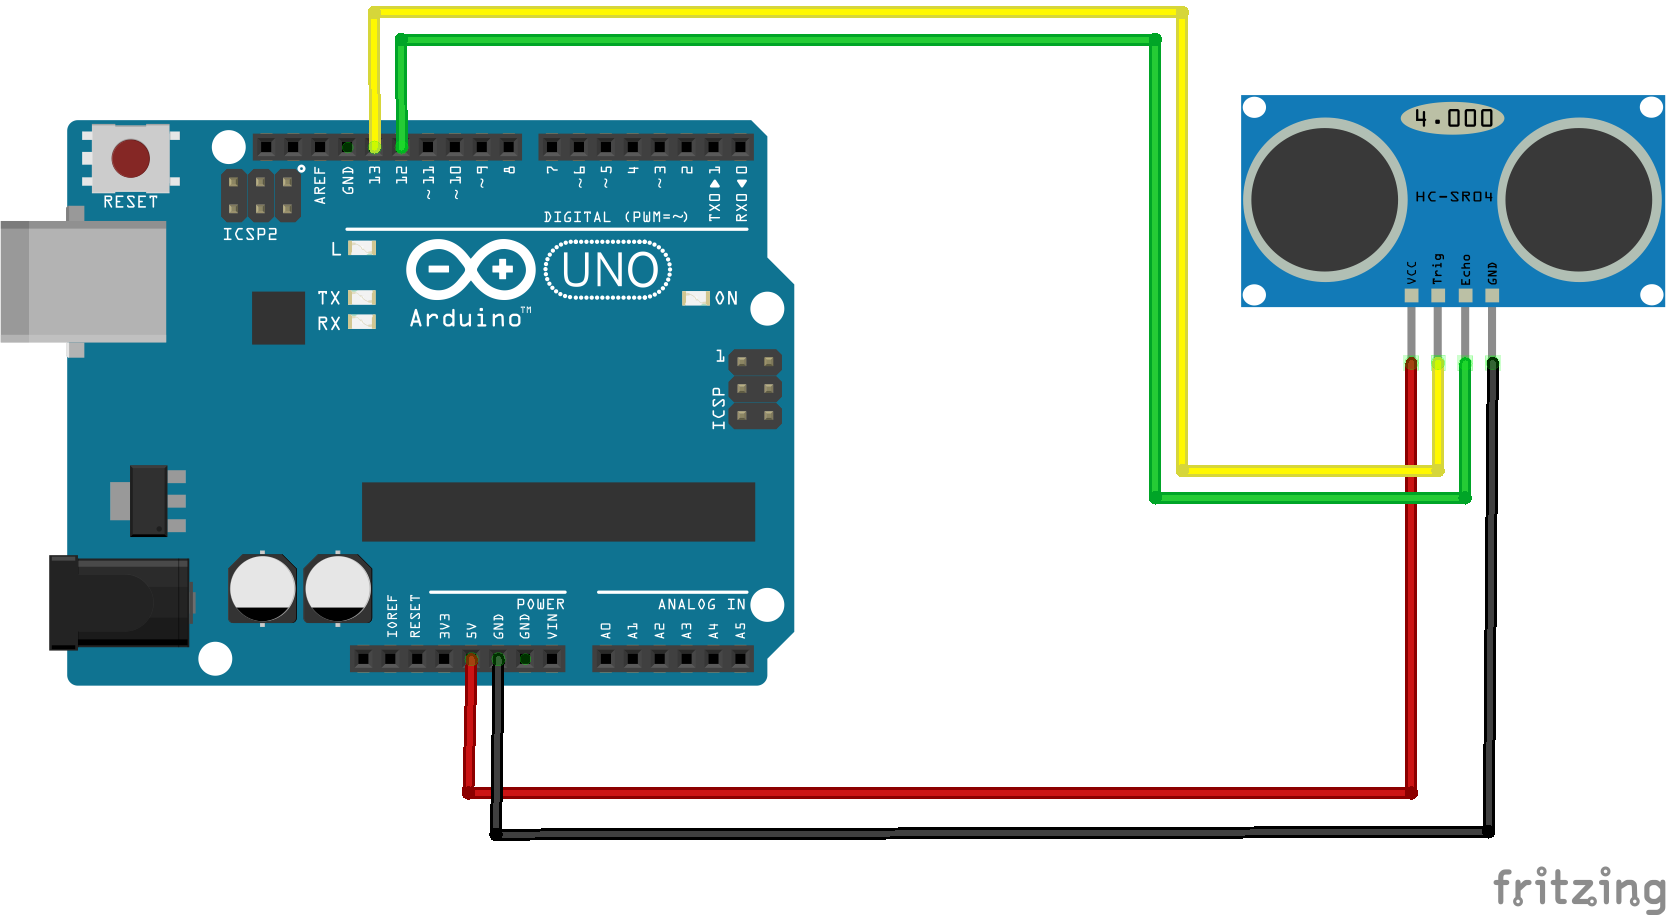 4.000
HC-SR04
VCC
Trig
Echo
GND
RESET
ICSP2
AREF
GND
13
12
~11
~10
~9
8
7
~6
~5
4
~3
2
TX0▶1
RX0◀0
DIGITAL (PWM=~)
L
TX
RX
UNO
Arduino™
ON
1
ICSP
POWER
ANALOG IN
IOREF
RESET
3V3
5V
GND
GND
VIN
A0
A1
A2
A3
A4
A5
fritzing